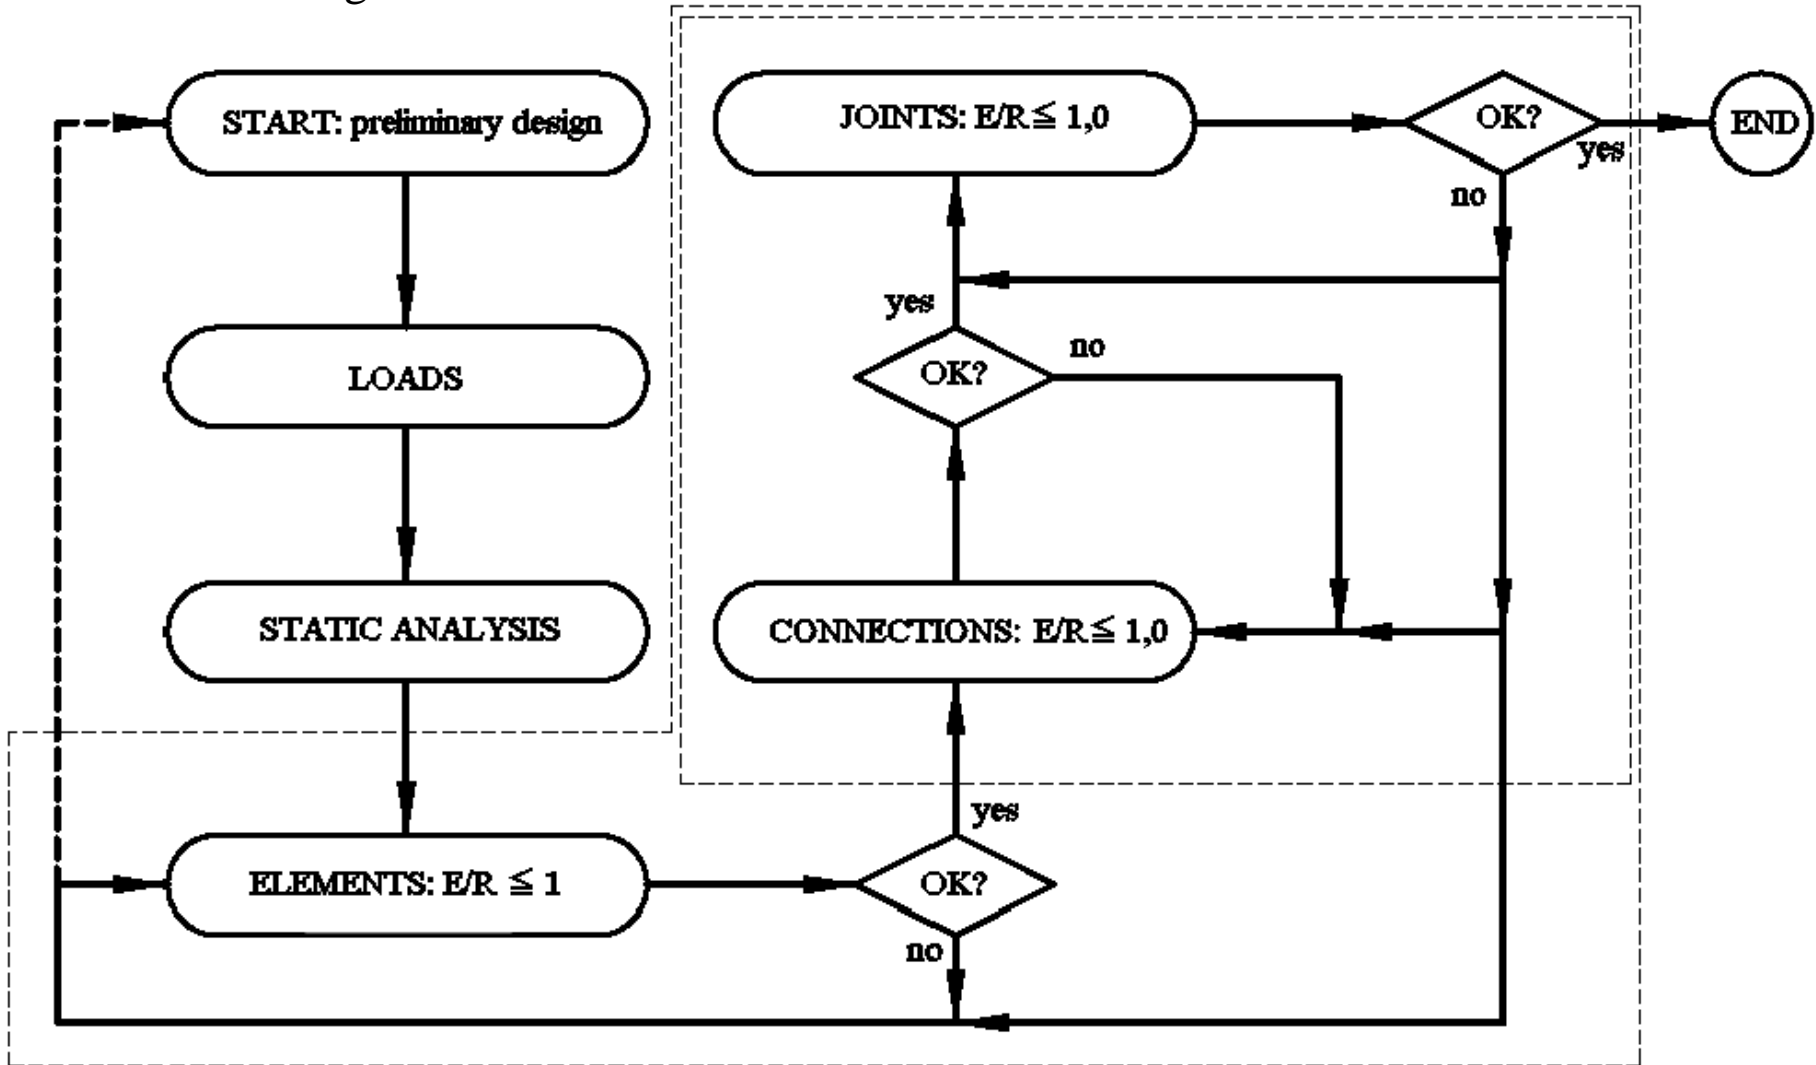 START: preliminary design
LOADS
STATIC ANALYSIS
ELEMENTS: E/R ≦ 1
OK?
yes
no
CONNECTIONS: E/R ≦ 1,0
OK?
yes
no
JOINTS: E/R ≦ 1,0
OK?
yes
no
END